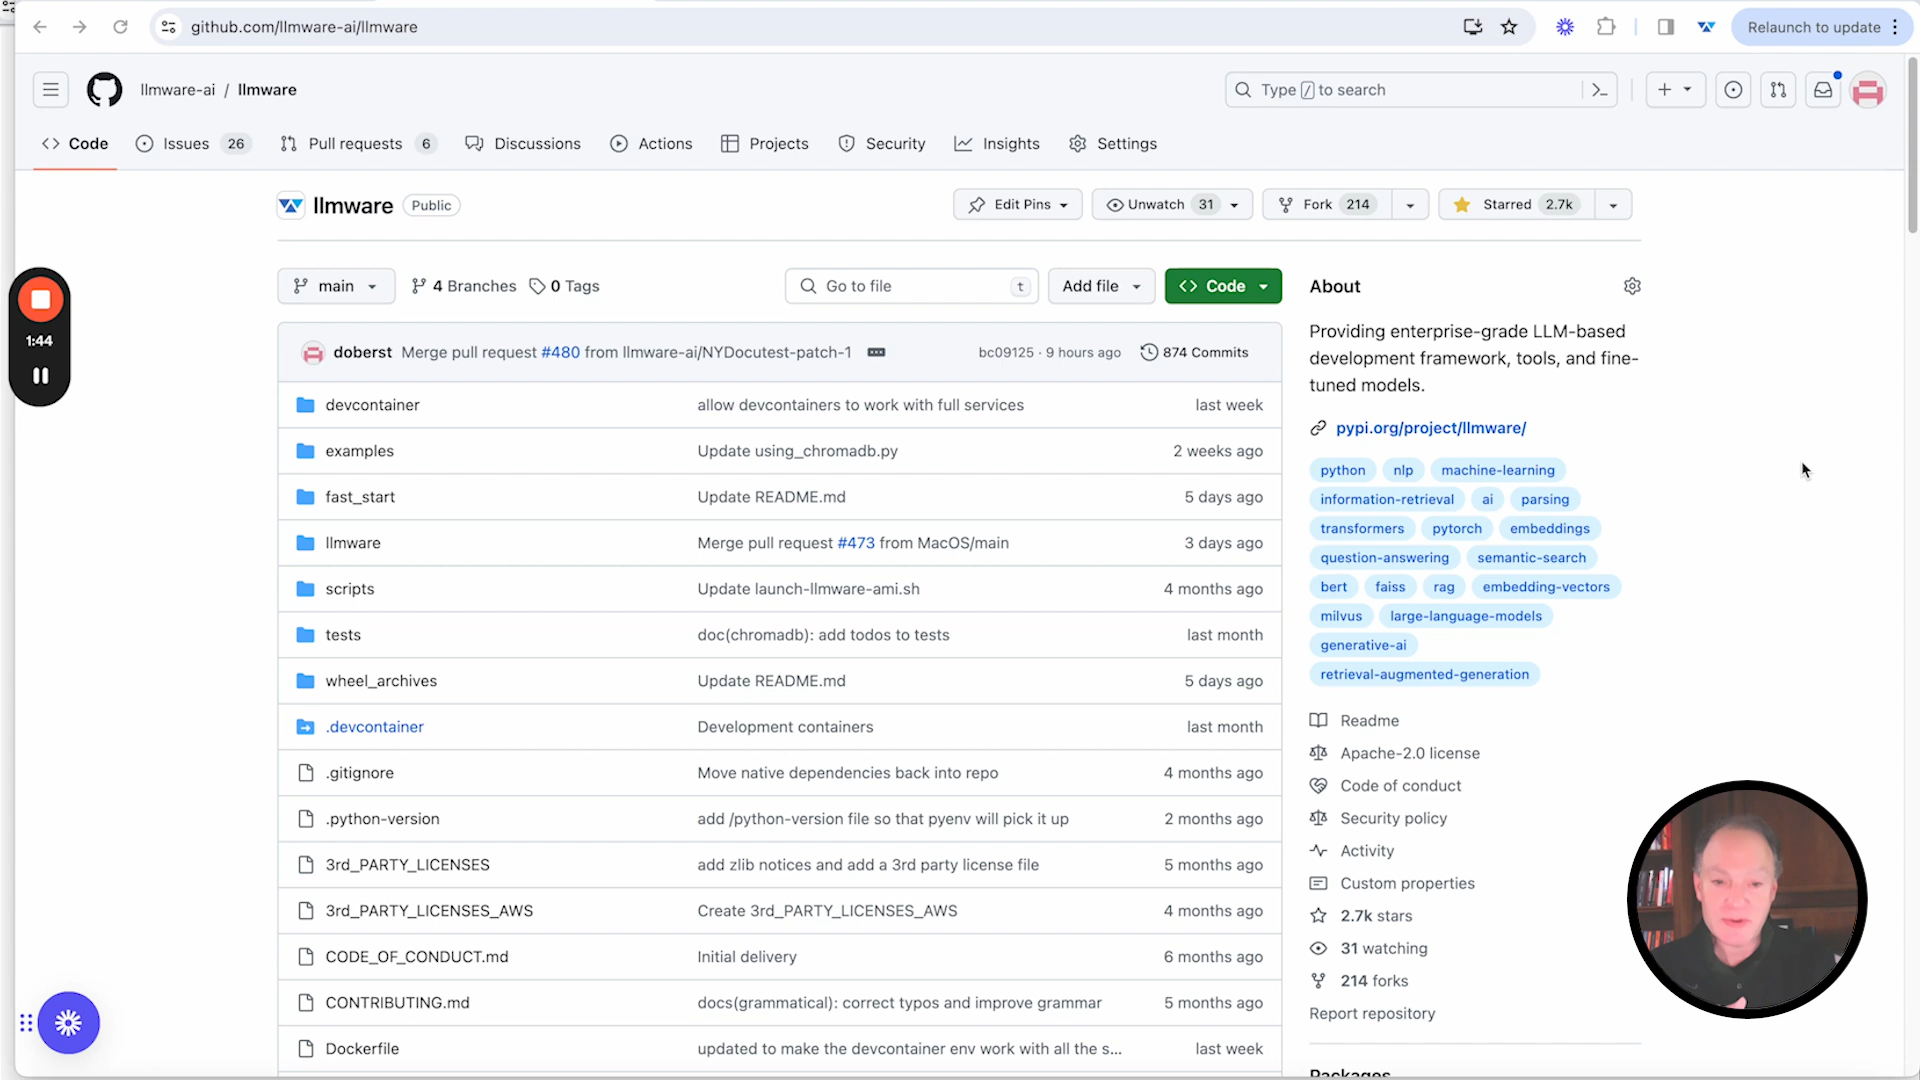 github.com/llmware-ai/llmware
Relaunch to update
llmware-ai / llmware
Type / to search
Code
Issues 26
Pull requests 6
Discussions
Actions
Projects
Security
Insights
Settings
llmware Public
Edit Pins
Unwatch 31
Fork 214
Starred 2.7k
main
4 Branches
0 Tags
Go to file t
Add file
Code
1:44
doberst Merge pull request #480 from llmware-ai/NYDocutest-patch-1 bc09125 · 9 hours ago 874 Commits
devcontainer allow devcontainers to work with full services last week
examples Update using_chromadb.py 2 weeks ago
fast_start Update README.md 5 days ago
llmware Merge pull request #473 from MacOS/main 3 days ago
scripts Update launch-llmware-ami.sh 4 months ago
tests doc(chromadb): add todos to tests last month
wheel_archives Update README.md 5 days ago
.devcontainer Development containers last month
.gitignore Move native dependencies back into repo 4 months ago
.python-version add /python-version file so that pyenv will pick it up 2 months ago
3rd_PARTY_LICENSES add zlib notices and add a 3rd party license file 5 months ago
3rd_PARTY_LICENSES_AWS Create 3rd_PARTY_LICENSES_AWS 4 months ago
CODE_OF_CONDUCT.md Initial delivery 6 months ago
CONTRIBUTING.md docs(grammatical): correct typos and improve grammar 5 months ago
Dockerfile updated to make the devcontainer env work with all the s... last week
About
Providing enterprise-grade LLM-based
development framework, tools, and fine-
tuned models.
pypi.org/project/llmware/
python nlp machine-learning
information-retrieval ai parsing
transformers pytorch embeddings
question-answering semantic-search
bert faiss rag embedding-vectors
milvus large-language-models
generative-ai
retrieval-augmented-generation
Readme
Apache-2.0 license
Code of conduct
Security policy
Activity
Custom properties
2.7k stars
31 watching
214 forks
Report repository
Packages